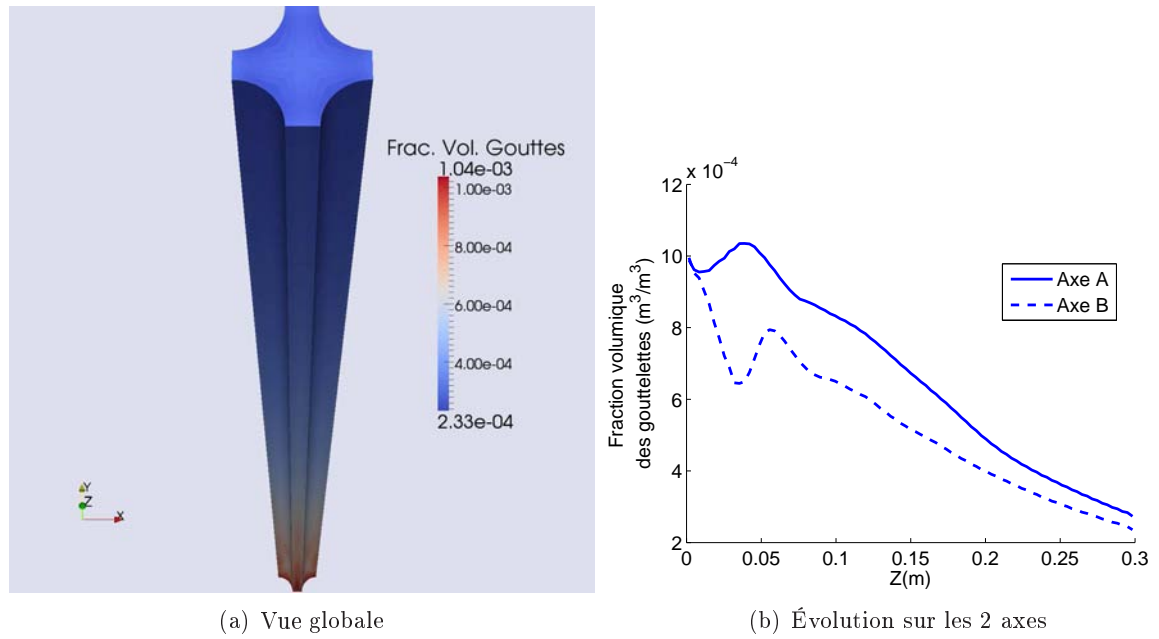 Frac. Vol. Gouttes
1.04e-03
1.00e-03
8.00e-04
6.00e-04
4.00e-04
2.33e-04
Y
Z
X
(a) Vue globale
x 10⁻⁴
12
10
8
6
4
2
Fraction volumique
des gouttelettes (m³/m³)
0
0.05
0.1
0.15
0.2
0.25
0.3
Z(m)
Axe A
Axe B
(b) Évolution sur les 2 axes